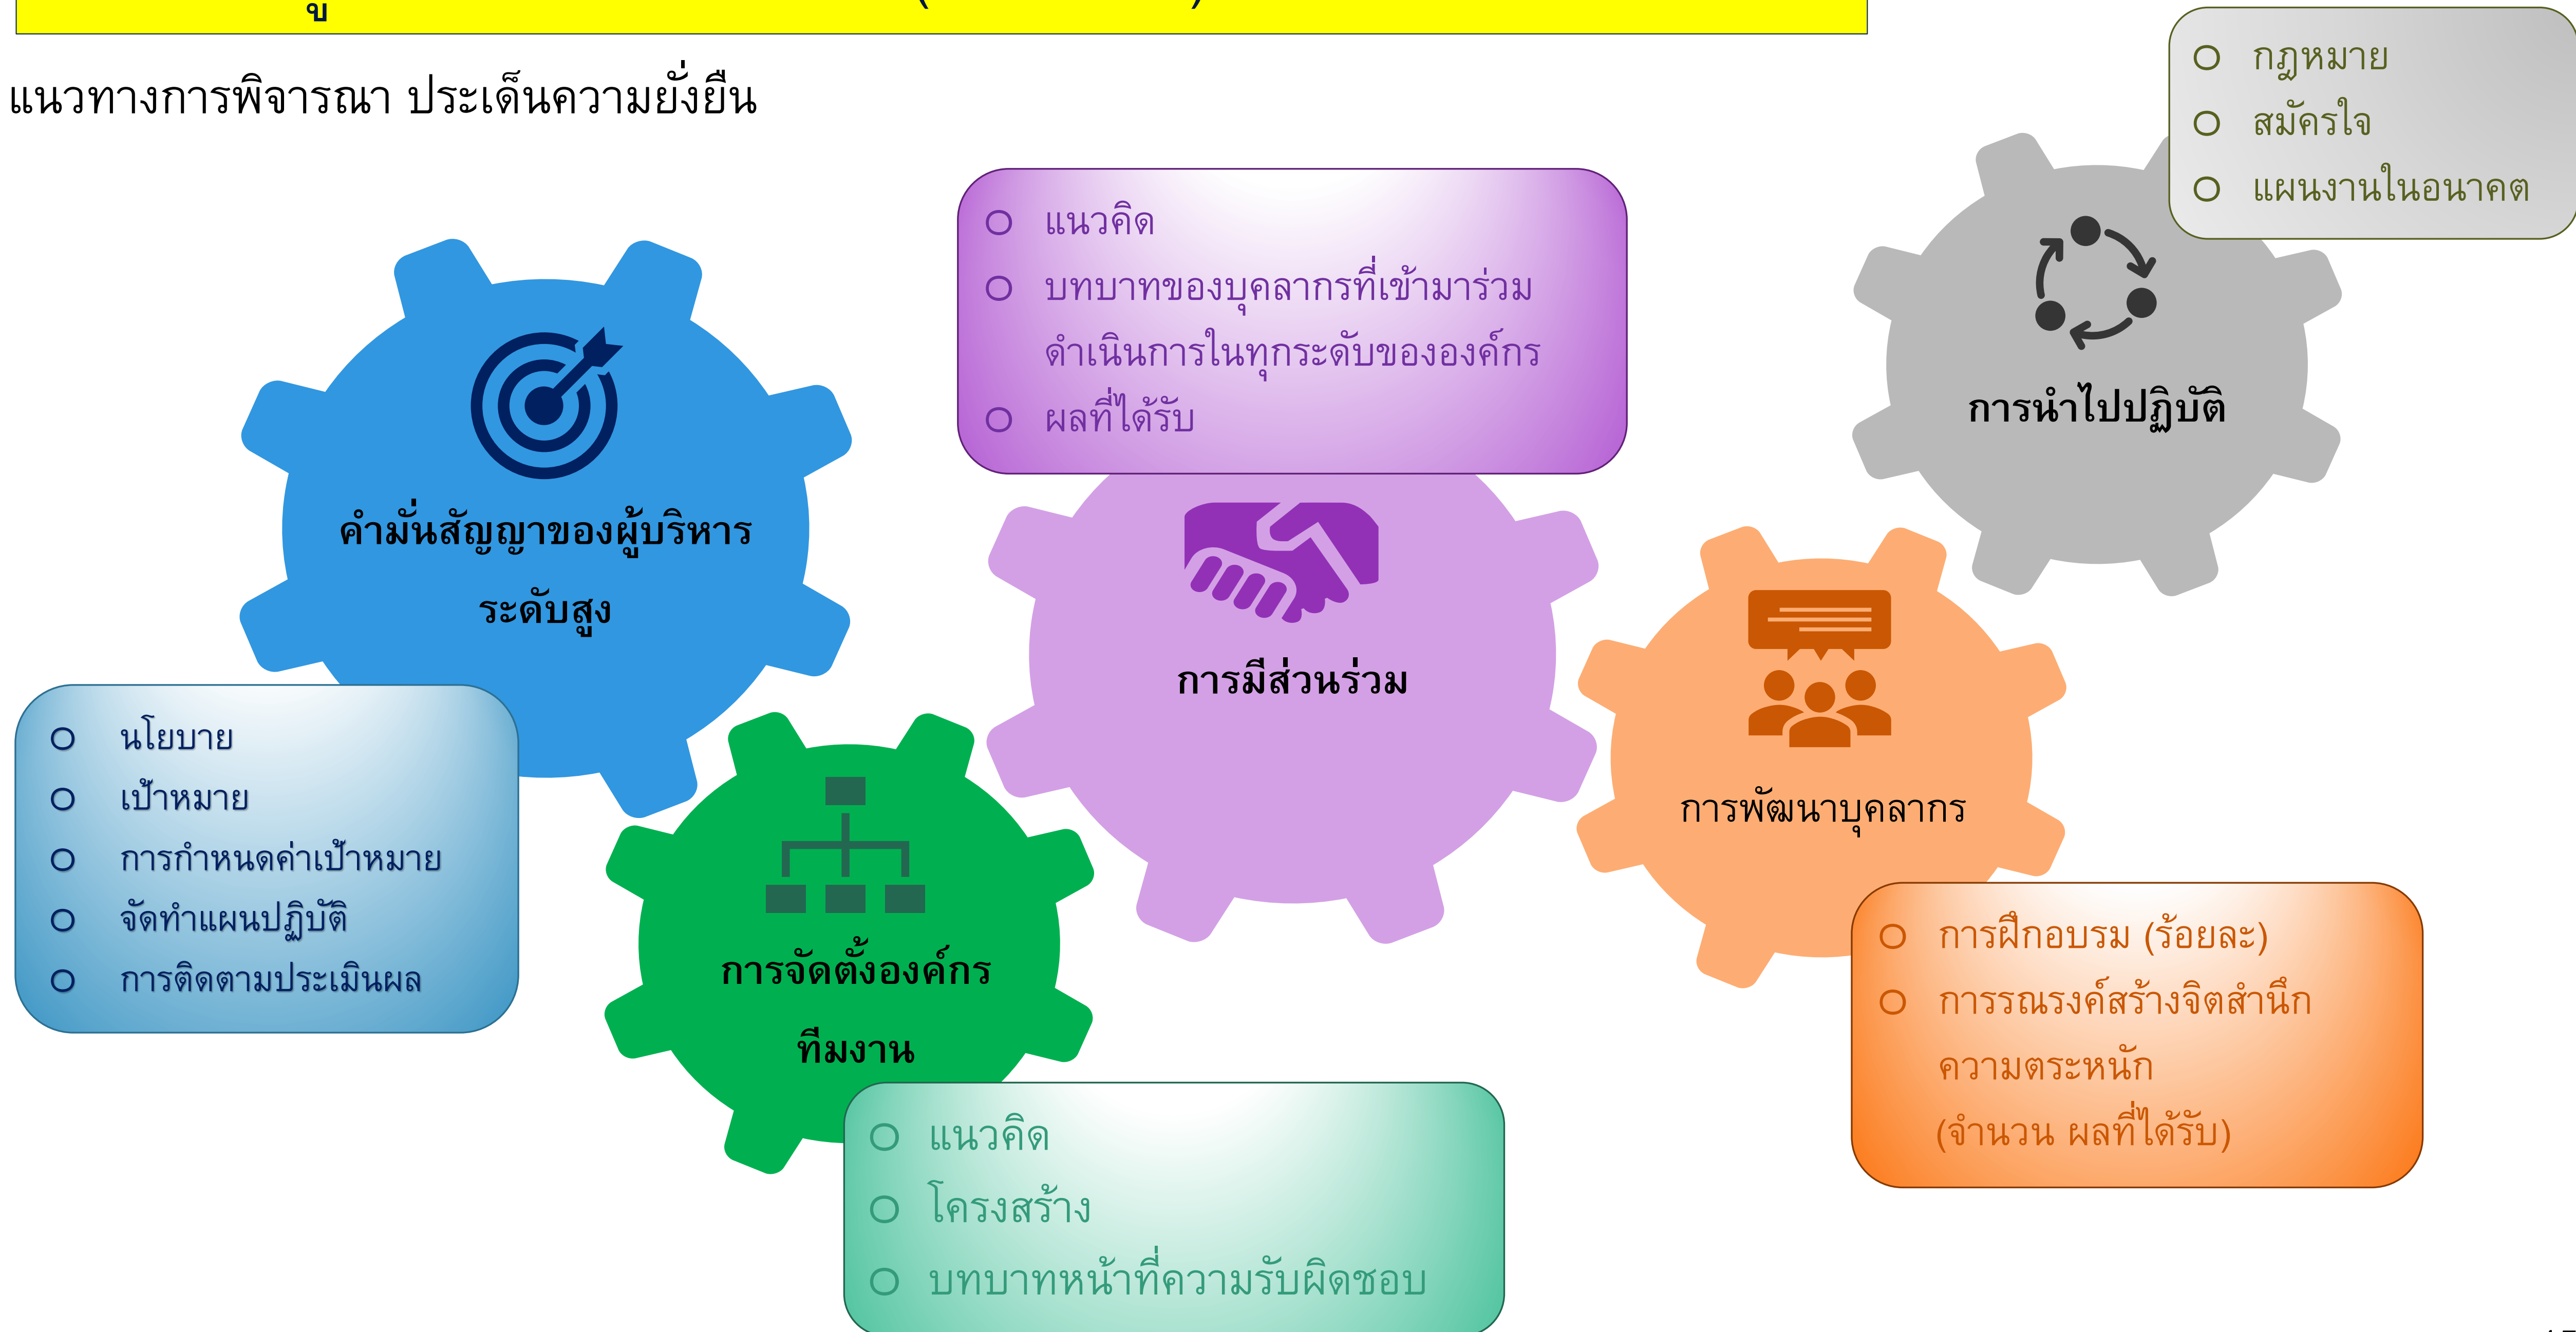 แนวทางการพิจารณา ประเด็นความยั่งยืน
คำมั่นสัญญาของผู้บริหาร
ระดับสูง
นโยบาย
เป้าหมาย
การกำหนดค่าเป้าหมาย
จัดทำแผนปฏิบัติ
การติดตามประเมินผล
การจัดตั้งองค์กร
ทีมงาน
แนวคิด
โครงสร้าง
บทบาทหน้าที่ความรับผิดชอบ
แนวคิด
บทบาทของบุคลากรที่เข้ามาร่วม
ดำเนินการในทุกระดับขององค์กร
ผลที่ได้รับ
การมีส่วนร่วม
การพัฒนาบุคลากร
การฝึกอบรม (ร้อยละ)
การรณรงค์สร้างจิตสำนึก
ความตระหนัก
(จำนวน ผลที่ได้รับ)
กฎหมาย
สมัครใจ
แผนงานในอนาคต
การนำไปปฏิบัติ